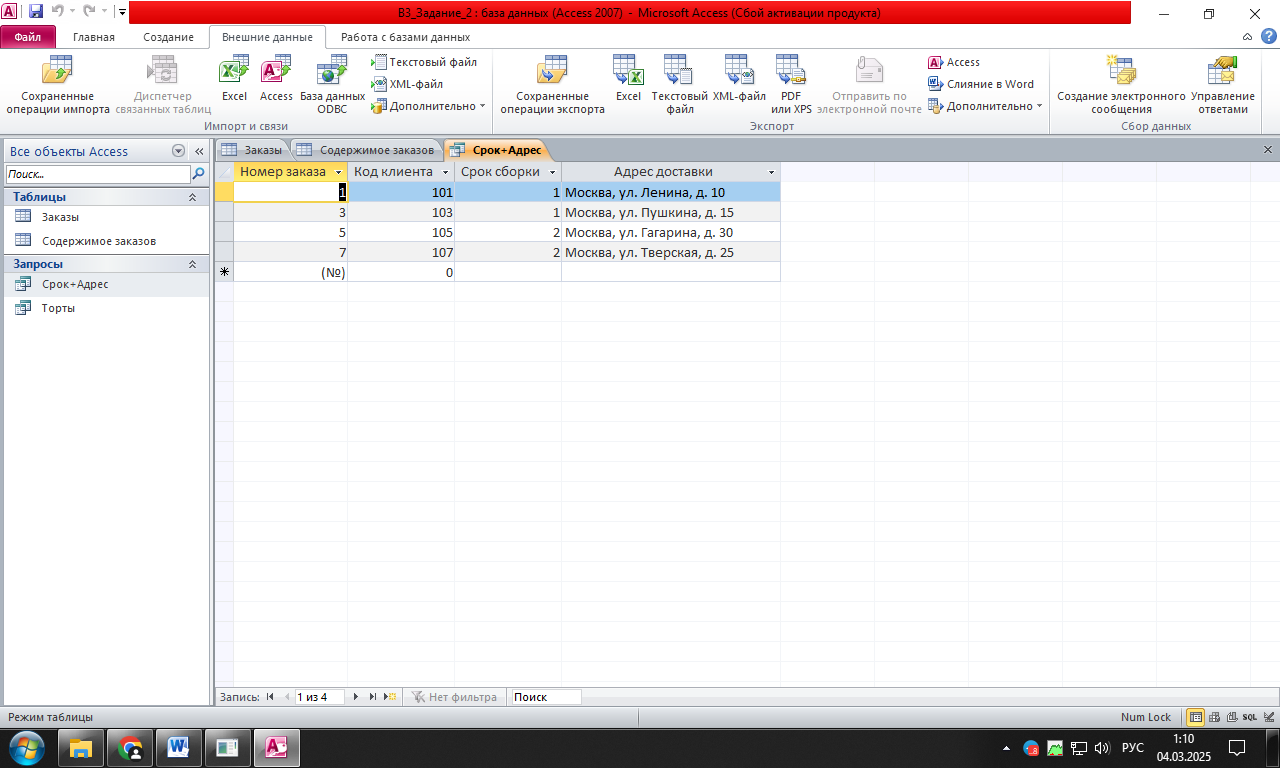 ВЗ_Задание_2 : база данных (Access 2007) - Microsoft Access (Сбой активации продукта)
Файл Главная Создание Внешние данные Работа с базами данных
Сохраненные операции импорта
Диспетчер связанных таблиц
Excel
Access
База данных ODBC
Текстовый файл
XML-файл
Дополнительно
Импорт и связи
Сохраненные операции экспорта
Excel
Текстовый файл
XML-файл
PDF или XPS
Отправить по электронной почте
Access
Слияние в Word
Дополнительно
Экспорт
Создание электронного сообщения
Управление ответами
Сбор данных
Все объекты Access
Поиск...
Таблицы
Заказы
Содержимое заказов
Запросы
Срок+Адрес
Торты
Заказы Содержимое заказов Срок+Адрес
Номер заказа Код клиента Срок сборки Адрес доставки
1 101 1 Москва, ул. Ленина, д. 10
3 103 1 Москва, ул. Пушкина, д. 15
5 105 2 Москва, ул. Гагарина, д. 30
7 107 2 Москва, ул. Тверская, д. 25
(№) 0
Запись: 1 из 4 Нет фильтра Поиск
Режим таблицы Num Lock SQL
РУС 1:10
04.03.2025